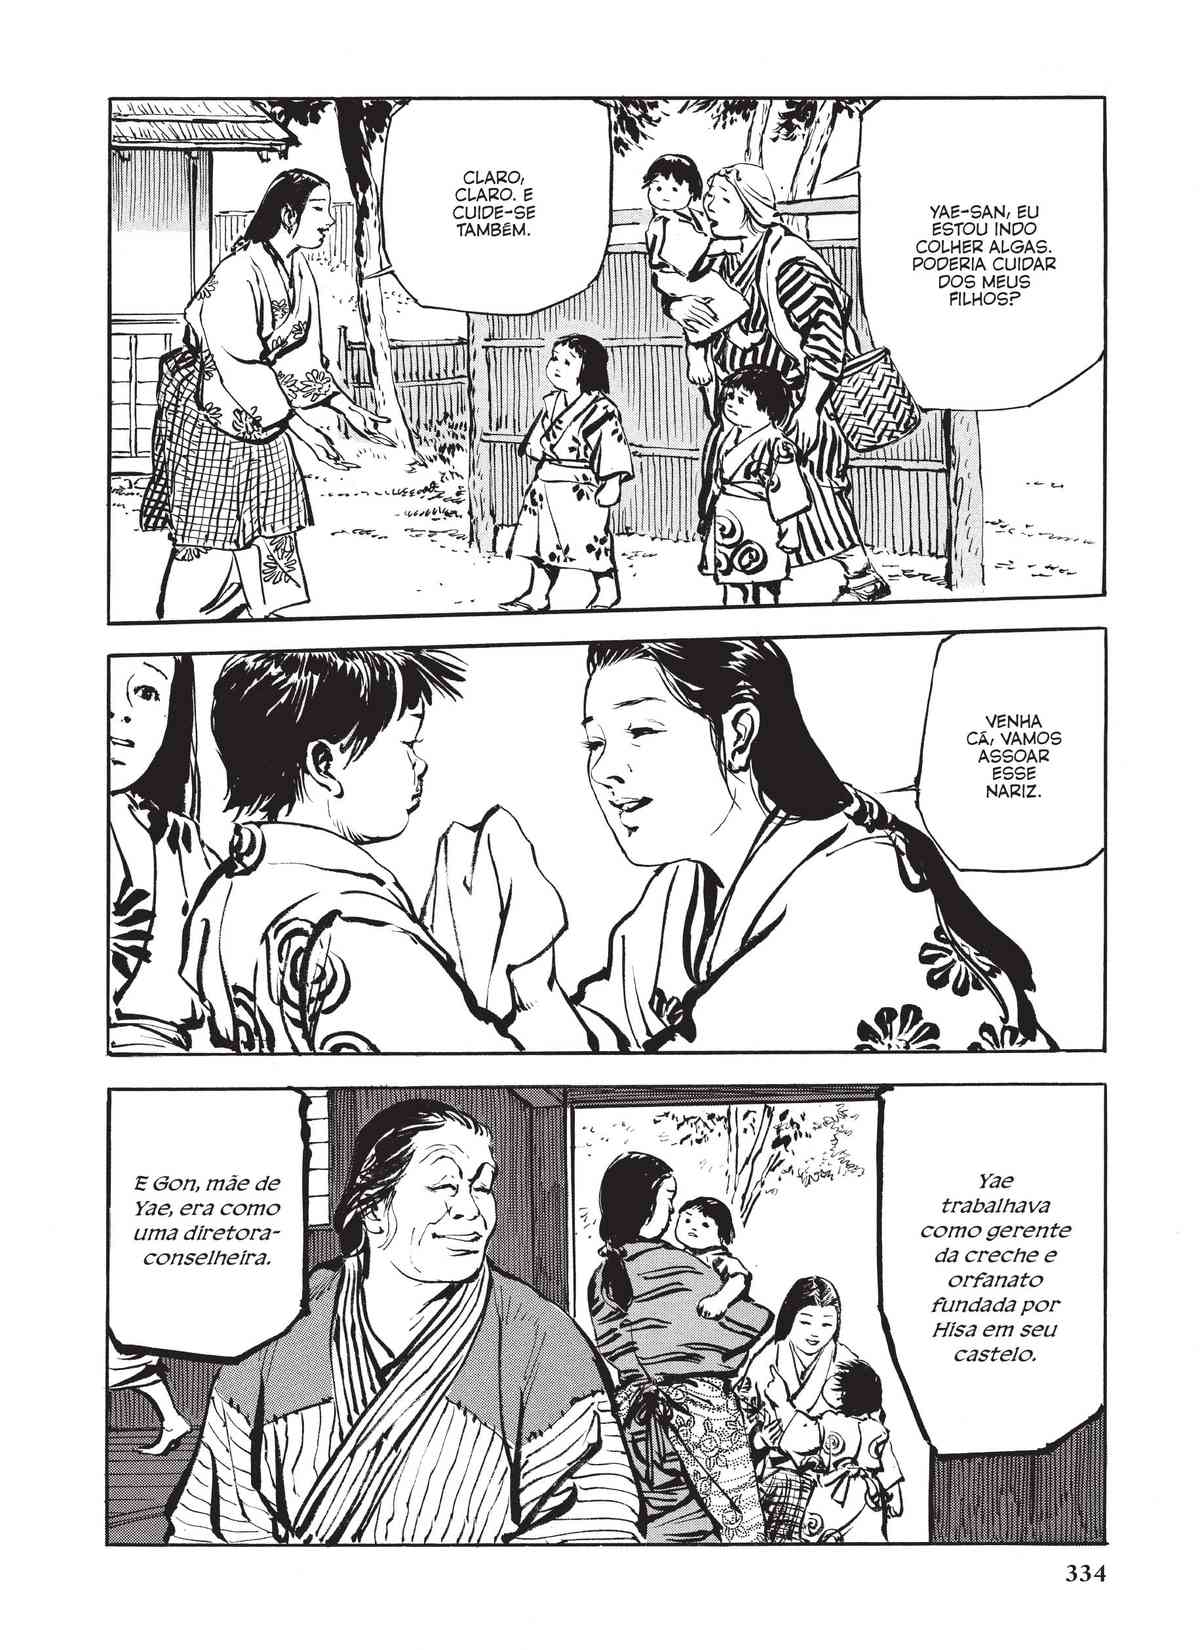 YAE-SAN, EU
ESTOU INDO
COLHER ALGAS.
PODERIA CUIDAR
DOS MEUS
FILHOS?
CLARO,
CLARO. E
CUIDE-SE
TAMBÉM.
VENHA
CÁ, VAMOS
ASSOAR
ESSE
NARIZ.
Yae
trabalhava
como gerente
da creche e
orfanato
fundada por
Hisa em seu
castelo.
E Gon, mãe de
Yae, era como
uma diretora-
conselheira.
334